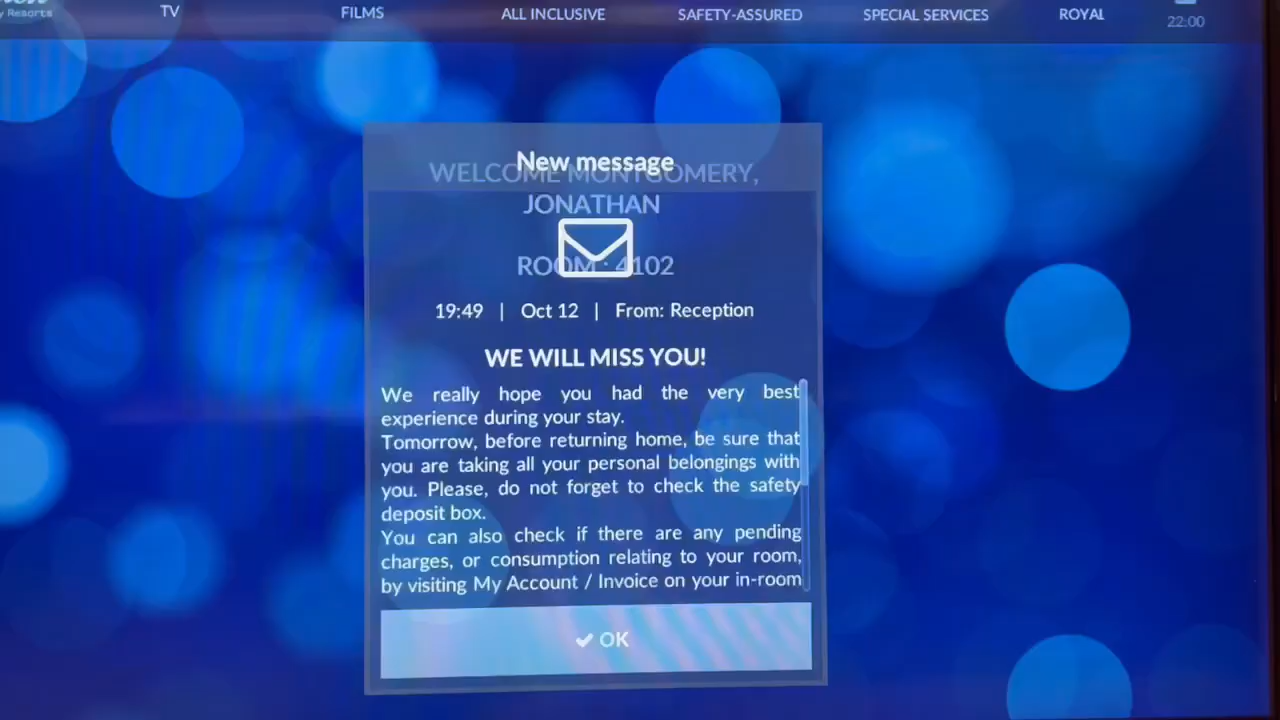 y Resorts
TV
FILMS
ALL INCLUSIVE
SAFETY-ASSURED
SPECIAL SERVICES
ROYAL
22:00
New message
WELCOME MONTGOMERY,
JONATHAN
ROOM : 4102
19:49 | Oct 12 | From: Reception
WE WILL MISS YOU!
We really hope you had the very best
experience during your stay.
Tomorrow, before returning home, be sure that
you are taking all your personal belongings with
you. Please, do not forget to check the safety
deposit box.
You can also check if there are any pending
charges, or consumption relating to your room,
by visiting My Account / Invoice on your in-room
OK